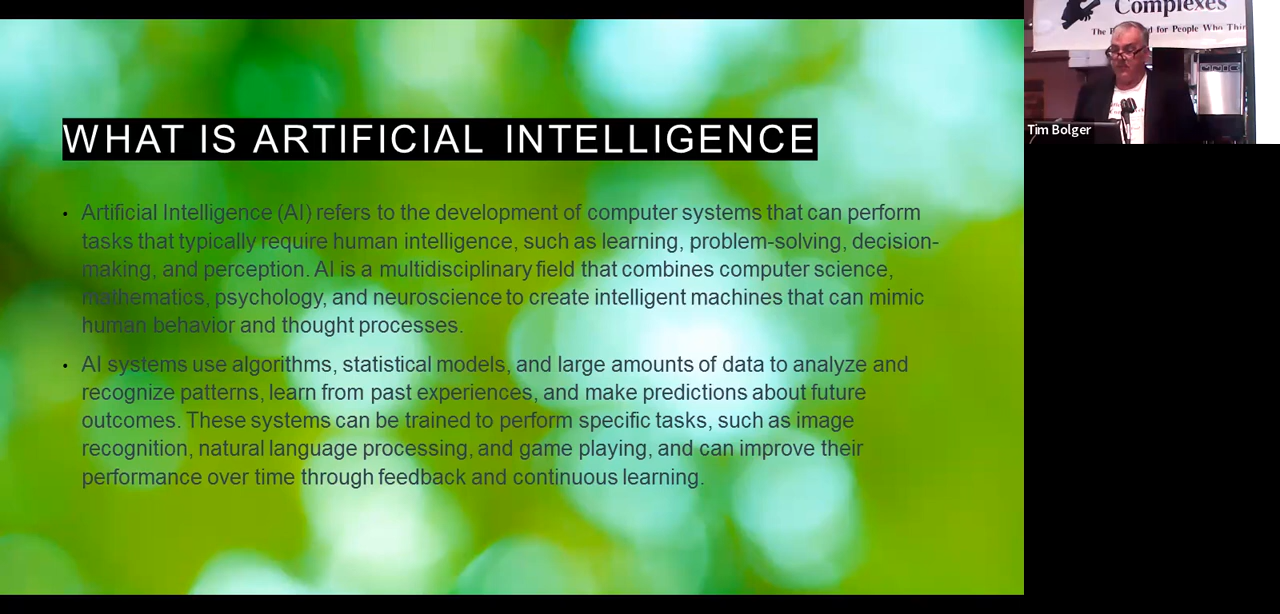 WHAT IS ARTIFICIAL INTELLIGENCE
• Artificial Intelligence (AI) refers to the development of computer systems that can perform
tasks that typically require human intelligence, such as learning, problem-solving, decision-
making, and perception. AI is a multidisciplinary field that combines computer science,
mathematics, psychology, and neuroscience to create intelligent machines that can mimic
human behavior and thought processes.
• AI systems use algorithms, statistical models, and large amounts of data to analyze and
recognize patterns, learn from past experiences, and make predictions about future
outcomes. These systems can be trained to perform specific tasks, such as image
recognition, natural language processing, and game playing, and can improve their
performance over time through feedback and continuous learning.
Complexes
The for People Who
Tim Bolger